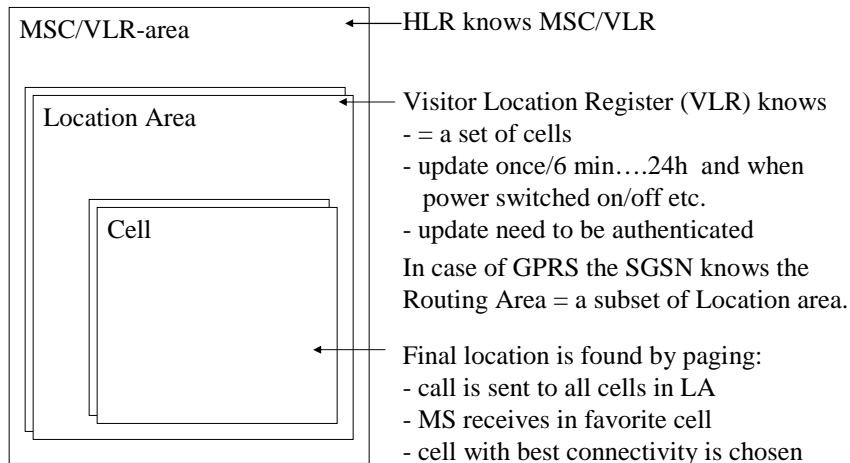 MSC/VLR-area
HLR knows MSC/VLR
Location Area
Visitor Location Register (VLR) knows
- = a set of cells
- update once/6 min….24h and when
power switched on/off etc.
- update need to be authenticated
In case of GPRS the SGSN knows the
Routing Area = a subset of Location area.
Cell
Final location is found by paging:
- call is sent to all cells in LA
- MS receives in favorite cell
- cell with best connectivity is chosen